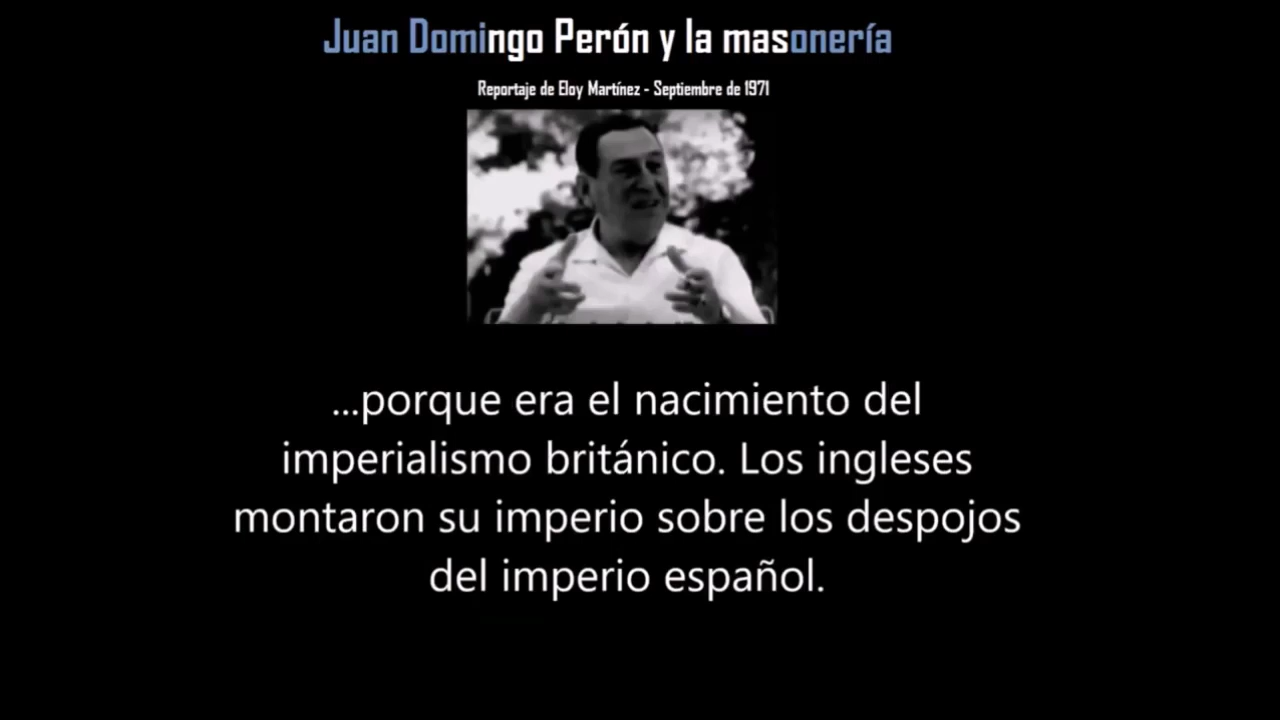 Juan Domingo Perón y la masonería
Reportaje de Eloy Martínez - Septiembre de 1971
...porque era el nacimiento del
imperialismo británico. Los ingleses
montaron su imperio sobre los despojos
del imperio español.